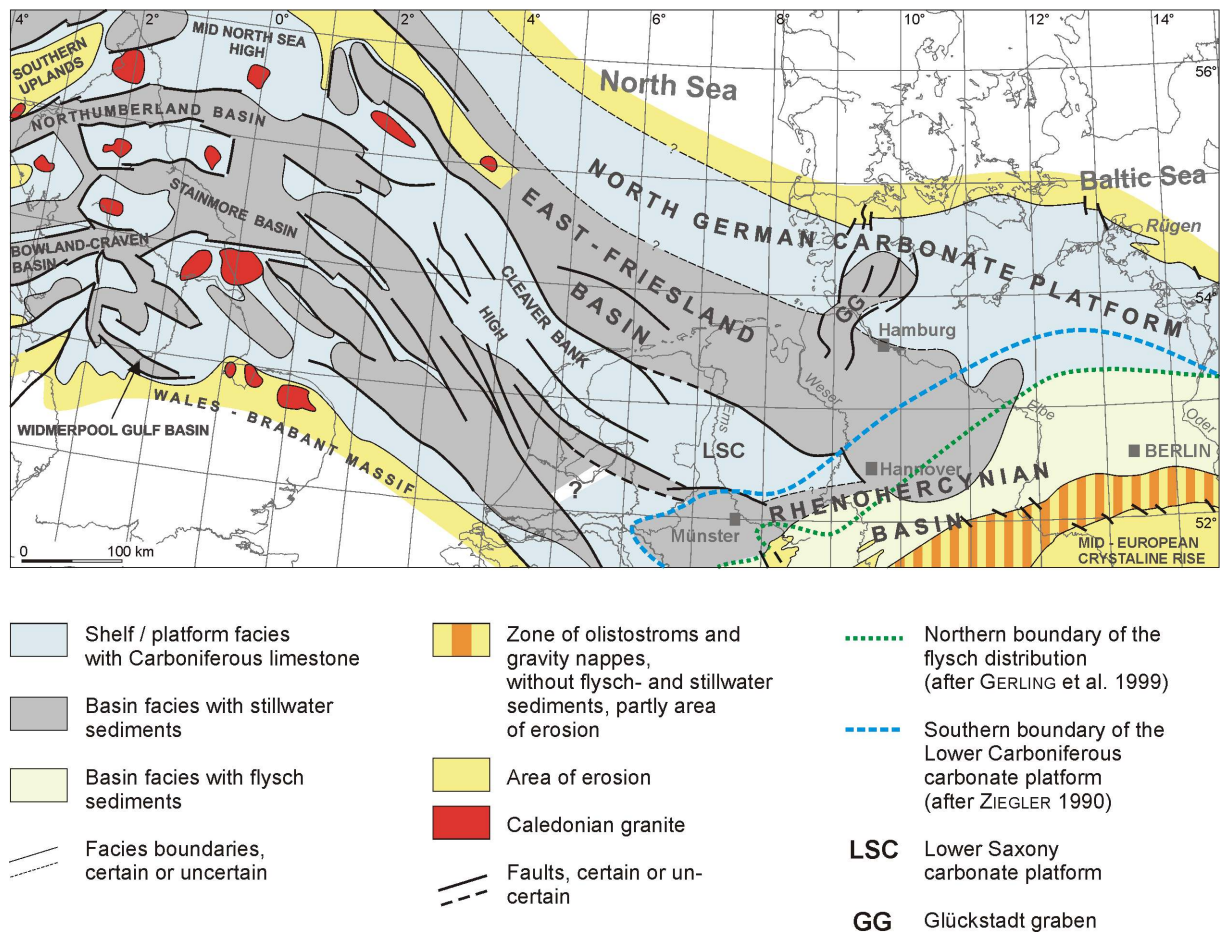 4°
2°
0°
2°
4°
6°
8°
10°
12°
14°
56°
54°
52°
SOUTHERN
UPLANDS
MID NORTH SEA
HIGH
NORTHUMBERLAND BASIN
North Sea
?
?
NORTH GERMAN CARBONATE PLATFORM
Baltic Sea
Rügen
STAINMORE BASIN
EAST-FRIESLAND
BASIN
BOWLAND-CRAVEN
BASIN
CLEAVER BANK
HIGH
GG
Hamburg
Weser
Ems
Elbe
Oder
WIDMERPOOL GULF BASIN
WALES - BRABANT MASSIF
LSC
Hannover
BERLIN
?
RHENOHERCYNIAN
BASIN
Münster
MID - EUROPEAN
CRYSTALINE RISE
0 100 km
Shelf / platform facies
with Carboniferous limestone
Basin facies with stillwater
sediments
Basin facies with flysch
sediments
Facies boundaries,
certain or uncertain
Zone of olistostroms and
gravity nappes,
without flysch- and stillwater
sediments, partly area
of erosion
Area of erosion
Caledonian granite
Faults, certain or un-
certain
Northern boundary of the
flysch distribution
(after GERLING et al. 1999)
Southern boundary of the
Lower Carboniferous
carbonate platform
(after ZIEGLER 1990)
LSC Lower Saxony
carbonate platform
GG Glückstadt graben